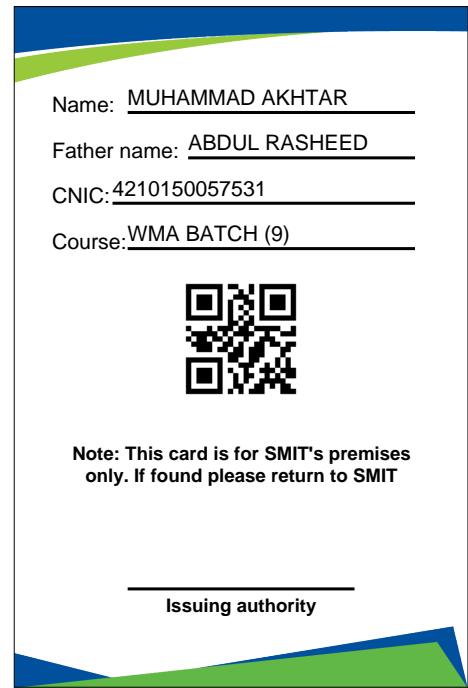 Name: MUHAMMAD AKHTAR
Father name: ABDUL RASHEED
CNIC: 4210150057531
Course: WMA BATCH (9)
Note: This card is for SMIT's premises
only. If found please return to SMIT
Issuing authority